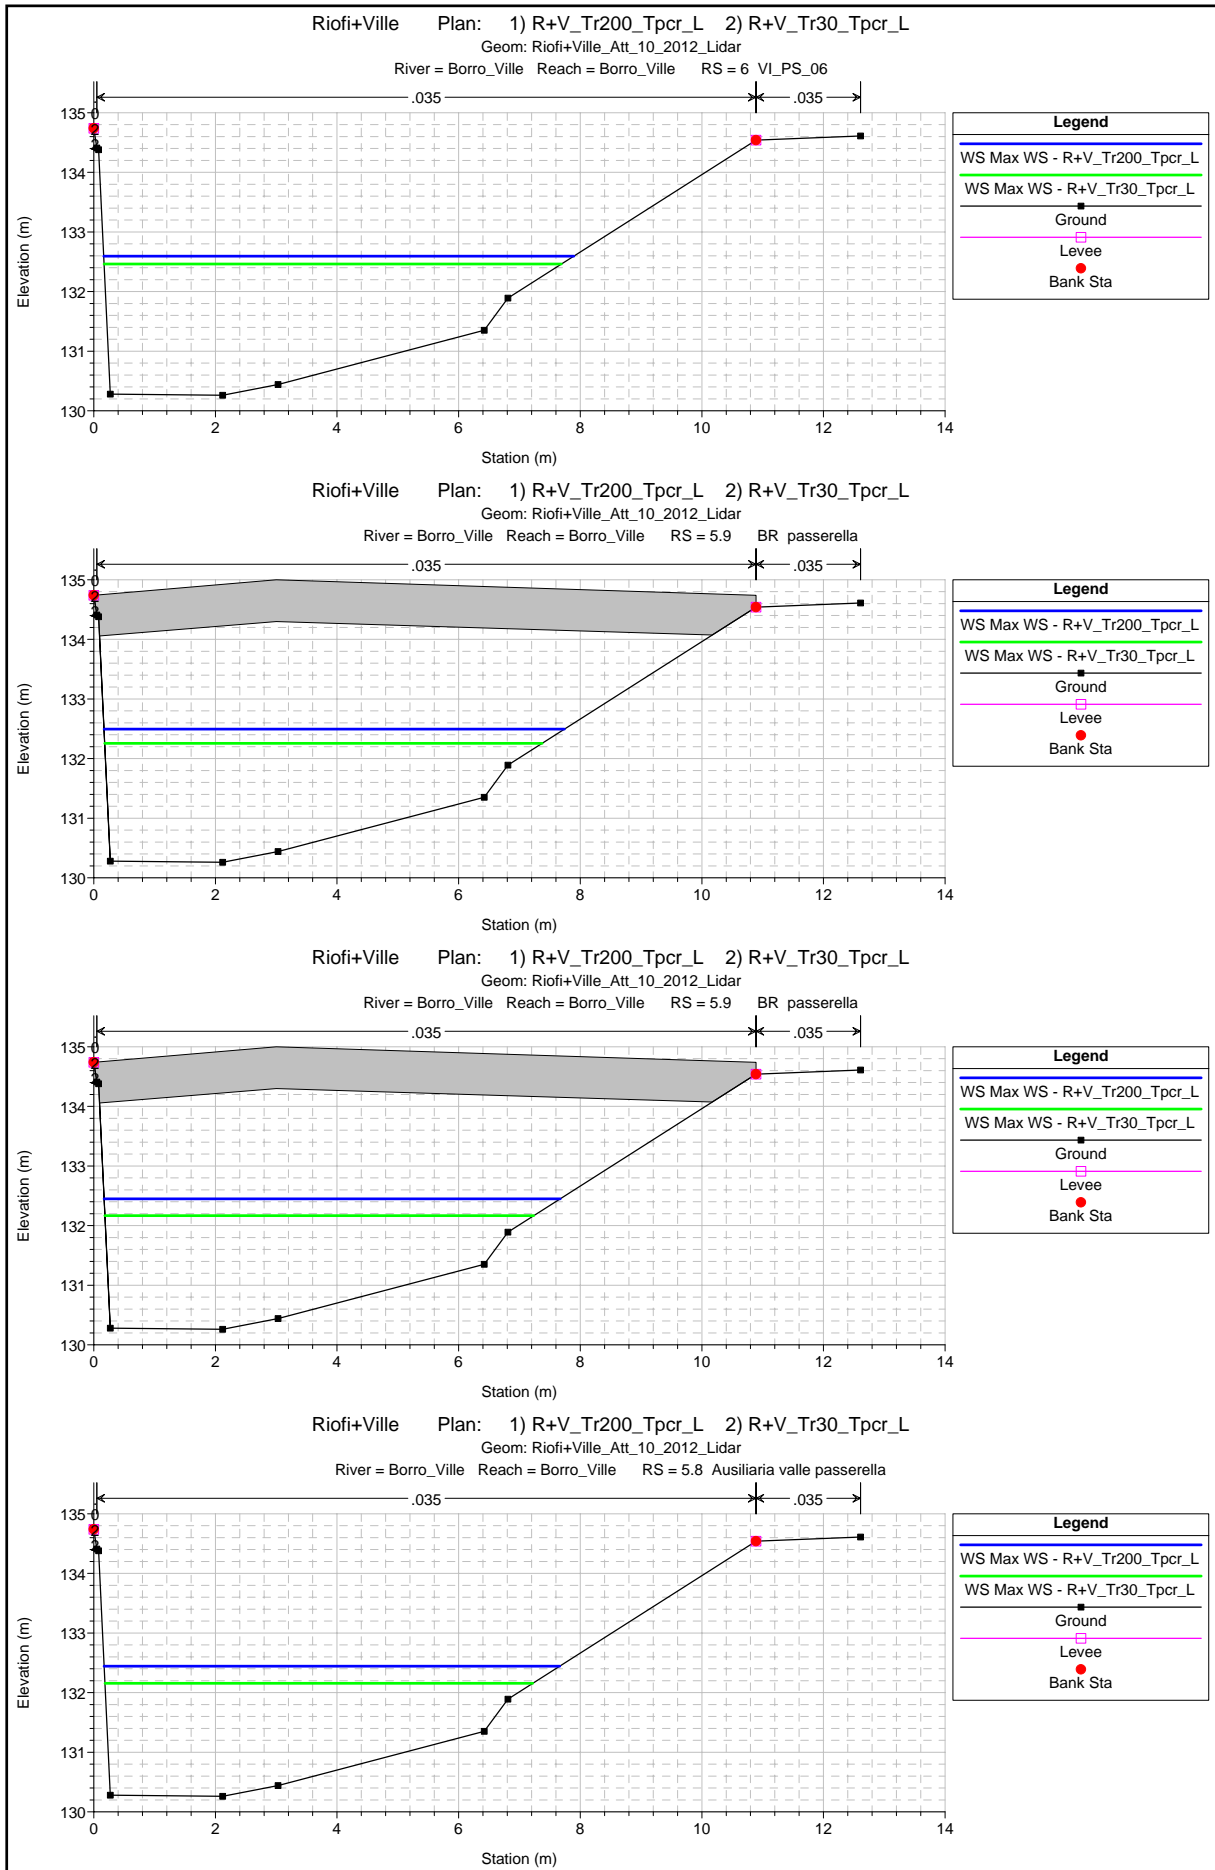 Riofi+Ville Plan: 1) R+V_Tr200_Tpcr_L 2) R+V_Tr30_Tpcr_L
Geom: Riofi+Ville_Att_10_2012_Lidar
River = Borro_Ville Reach = Borro_Ville RS = 6 VI_PS_06
.035 .035
135
134
133
132
131
130
Elevation (m)
0 2 4 6 8 10 12 14
Station (m)
Legend
WS Max WS - R+V_Tr200_Tpcr_L
WS Max WS - R+V_Tr30_Tpcr_L
Ground
Levee
Bank Sta
Riofi+Ville Plan: 1) R+V_Tr200_Tpcr_L 2) R+V_Tr30_Tpcr_L
Geom: Riofi+Ville_Att_10_2012_Lidar
River = Borro_Ville Reach = Borro_Ville RS = 5.9 BR passerella
.035 .035
135
134
133
132
131
130
Elevation (m)
0 2 4 6 8 10 12 14
Station (m)
Legend
WS Max WS - R+V_Tr200_Tpcr_L
WS Max WS - R+V_Tr30_Tpcr_L
Ground
Levee
Bank Sta
Riofi+Ville Plan: 1) R+V_Tr200_Tpcr_L 2) R+V_Tr30_Tpcr_L
Geom: Riofi+Ville_Att_10_2012_Lidar
River = Borro_Ville Reach = Borro_Ville RS = 5.9 BR passerella
.035 .035
135
134
133
132
131
130
Elevation (m)
0 2 4 6 8 10 12 14
Station (m)
Legend
WS Max WS - R+V_Tr200_Tpcr_L
WS Max WS - R+V_Tr30_Tpcr_L
Ground
Levee
Bank Sta
Riofi+Ville Plan: 1) R+V_Tr200_Tpcr_L 2) R+V_Tr30_Tpcr_L
Geom: Riofi+Ville_Att_10_2012_Lidar
River = Borro_Ville Reach = Borro_Ville RS = 5.8 Ausiliaria valle passerella
.035 .035
135
134
133
132
131
130
Elevation (m)
0 2 4 6 8 10 12 14
Station (m)
Legend
WS Max WS - R+V_Tr200_Tpcr_L
WS Max WS - R+V_Tr30_Tpcr_L
Ground
Levee
Bank Sta